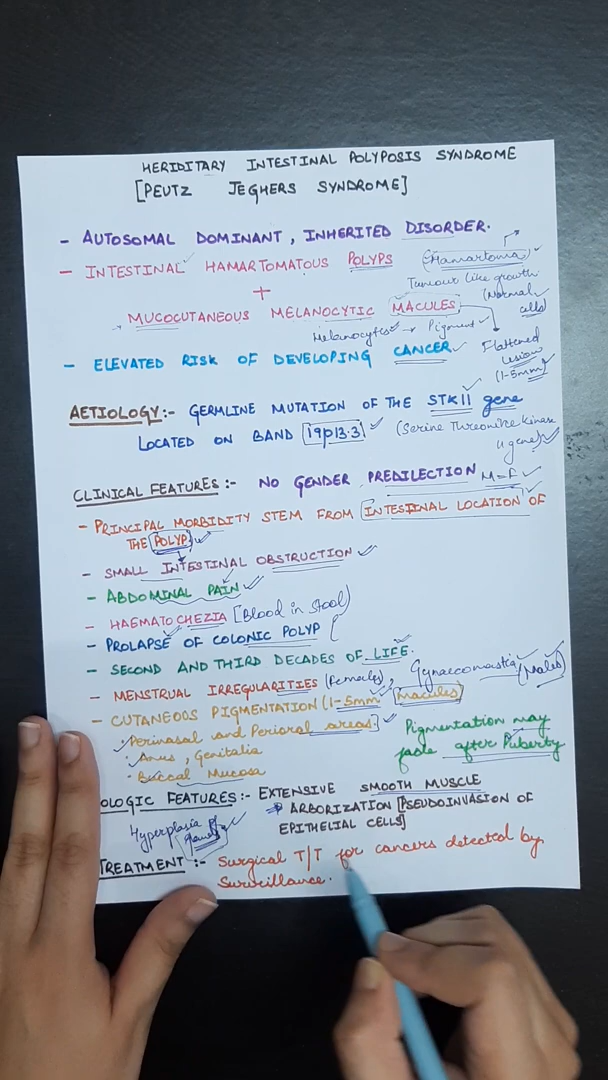 HERIDITARY INTESTINAL POLYPOSIS SYNDROME
[PEUTZ JEGHERS SYNDROME]
- AUTOSOMAL DOMINANT, INHERITED DISORDER.
- INTESTINAL HAMARTOMATOUS POLYPS (Hamartoma)
Tumour like growth
+
(Normal cells)
MUCOCUTANEOUS MELANOCYTIC MACULES
Melanocytes → Pigment
Flattened lesion (1-5mm)
- ELEVATED RISK OF DEVELOPING CANCER
AETIOLOGY:- GERMLINE MUTATION OF THE STK11 gene
LOCATED ON BAND 19p13.3 (Serine Threonine kinase
11 gene)
CLINICAL FEATURES:- NO GENDER PREDILECTION M=F
- PRINCIPAL MORBIDITY STEM FROM INTESTINAL LOCATION OF
THE POLYP.
- SMALL INTESTINAL OBSTRUCTION
- ABDOMINAL PAIN
- HAEMATOCHEZIA [Blood in Stool)
- PROLAPSE OF COLONIC POLYP
- SECOND AND THIRD DECADES OF LIFE.
- MENSTRUAL IRREGULARITIES (Females), Gynaecomastia (Males)
- CUTANEOUS PIGMENTATION (1-5mm Macules)
· Perinasal and Perioral areas
· Anus, Genitalia
· Buccal Mucosa
Pigmentation may
fade after Puberty
OLOGIC FEATURES:- EXTENSIVE SMOOTH MUSCLE
ARBORIZATION [PSEUDOINVASION OF
EPITHELIAL CELLS]
Hyperplasia of
TREATMENT:- Surgical T/T for cancers detected by
Surveillance.